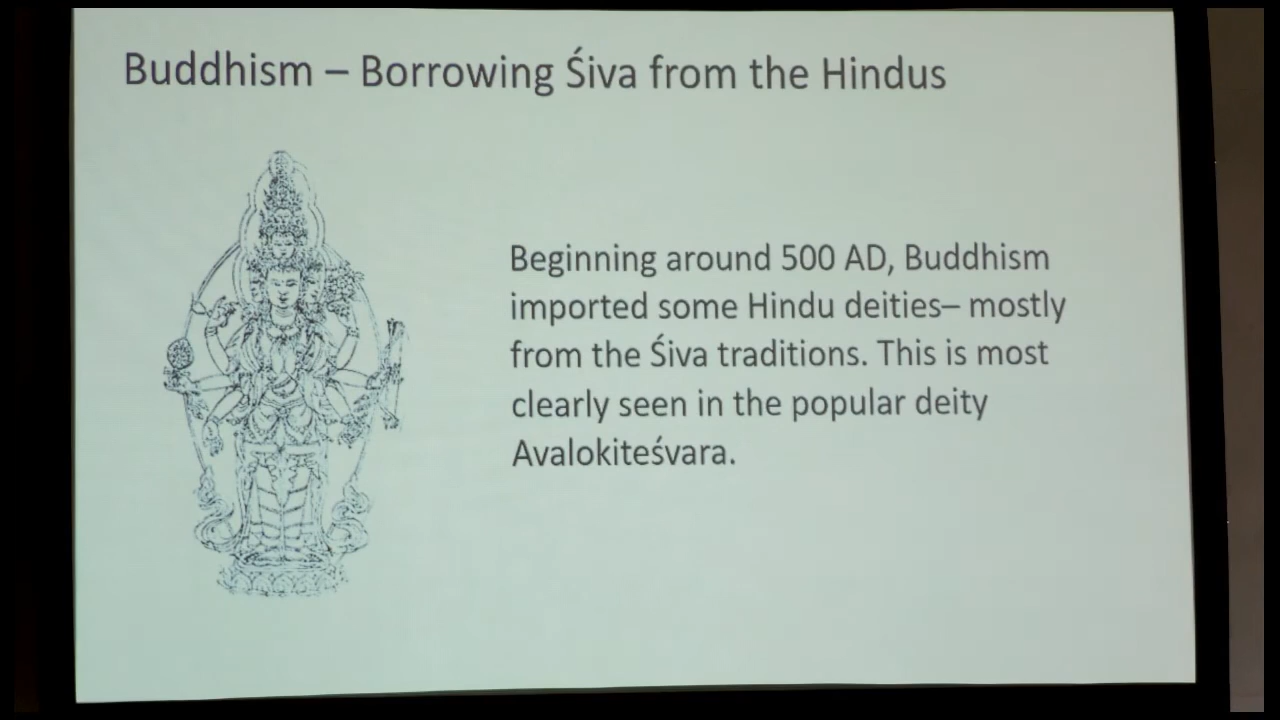 Buddhism – Borrowing Śiva from the Hindus
Beginning around 500 AD, Buddhism
imported some Hindu deities– mostly
from the Śiva traditions. This is most
clearly seen in the popular deity
Avalokiteśvara.